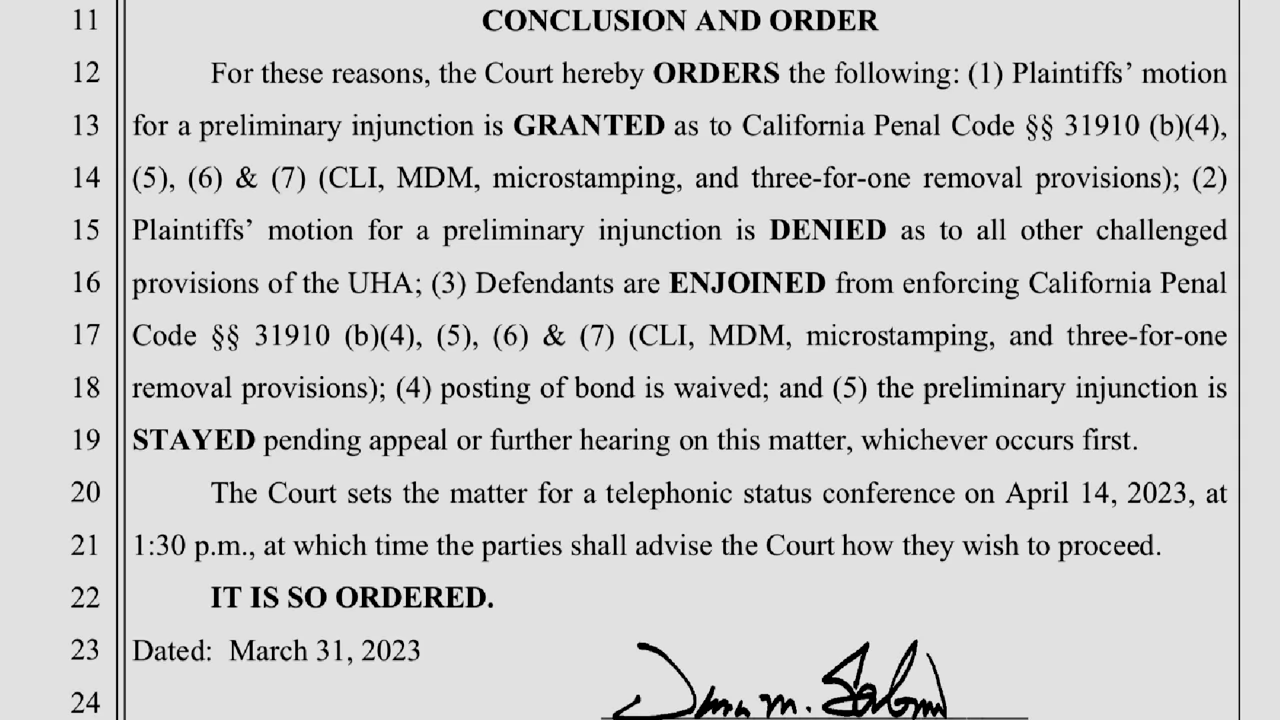 11 CONCLUSION AND ORDER
12 For these reasons, the Court hereby ORDERS the following: (1) Plaintiffs’ motion
13 for a preliminary injunction is GRANTED as to California Penal Code §§ 31910 (b)(4),
14 (5), (6) & (7) (CLI, MDM, microstamping, and three-for-one removal provisions); (2)
15 Plaintiffs’ motion for a preliminary injunction is DENIED as to all other challenged
16 provisions of the UHA; (3) Defendants are ENJOINED from enforcing California Penal
17 Code §§ 31910 (b)(4), (5), (6) & (7) (CLI, MDM, microstamping, and three-for-one
18 removal provisions); (4) posting of bond is waived; and (5) the preliminary injunction is
19 STAYED pending appeal or further hearing on this matter, whichever occurs first.
20 The Court sets the matter for a telephonic status conference on April 14, 2023, at
21 1:30 p.m., at which time the parties shall advise the Court how they wish to proceed.
22 IT IS SO ORDERED.
23 Dated: March 31, 2023
24